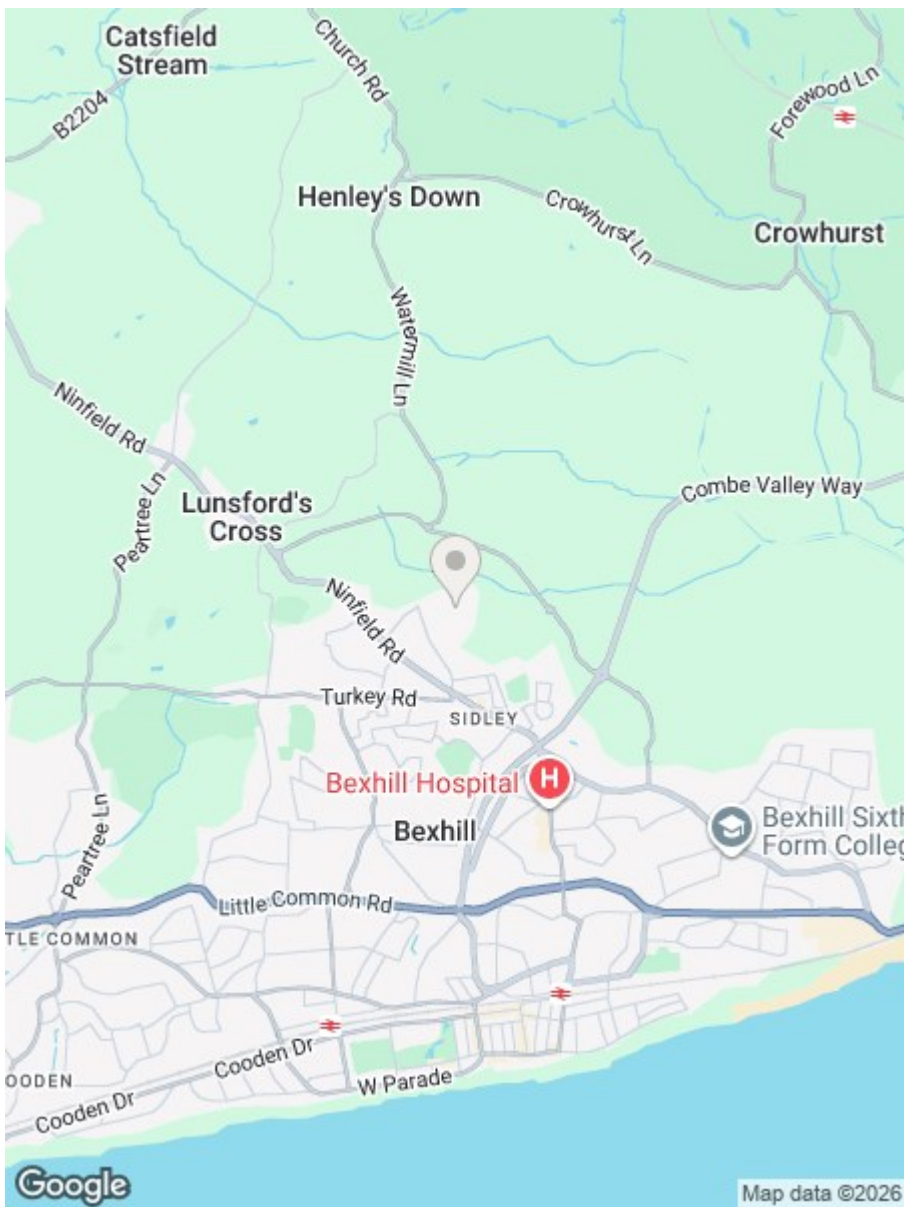 Catsfield
Stream
Church Rd
B2204
Forewood Ln
Henley's Down
Crowhurst Ln
Crowhurst
Watermill Ln
Ninfield Rd
Combe Valley Way
Lunsford's
Cross
Peartree Ln
Ninfield Rd
Turkey Rd
SIDLEY
Bexhill Hospital
H
Bexhill
Bexhill Sixth
Form Colleg
Peartree Ln
Little Common Rd
TLE COMMON
Cooden Dr
W Parade
OODEN
Cooden Dr
Google
Map data ©2026